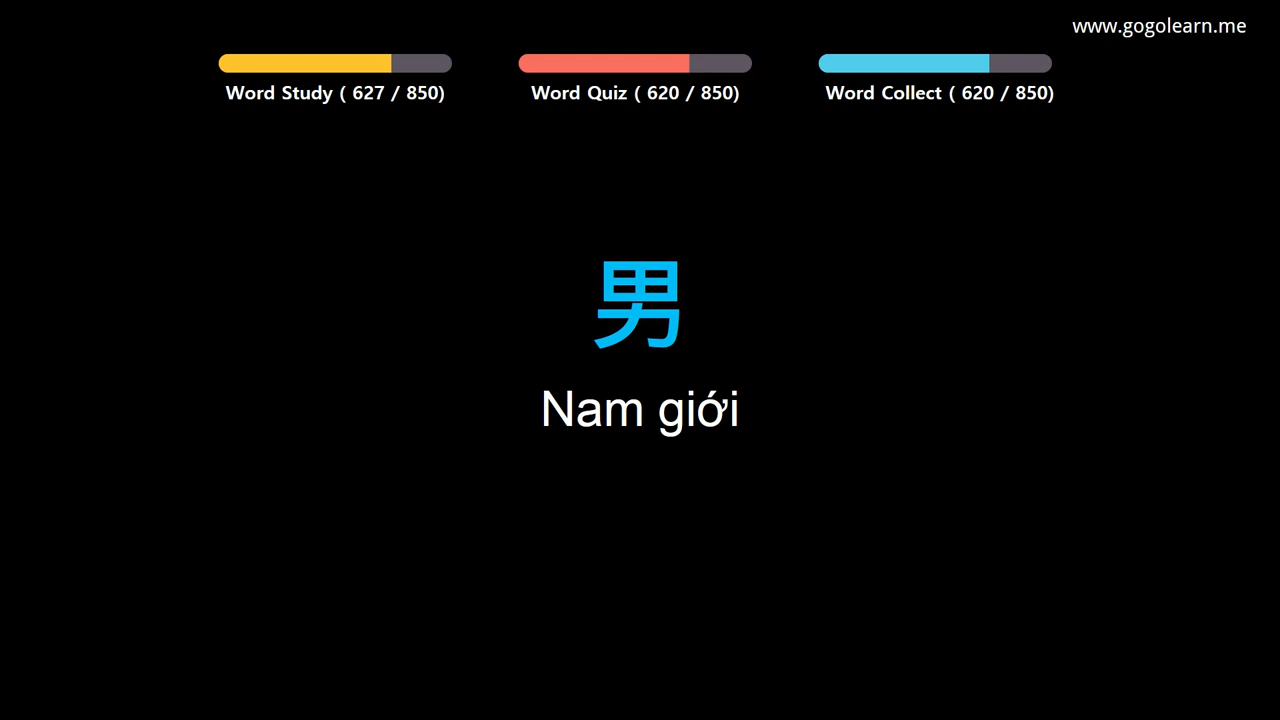 www.gogolearn.me
Word Study ( 627 / 850)
Word Quiz ( 620 / 850)
Word Collect ( 620 / 850)
男
Nam giới